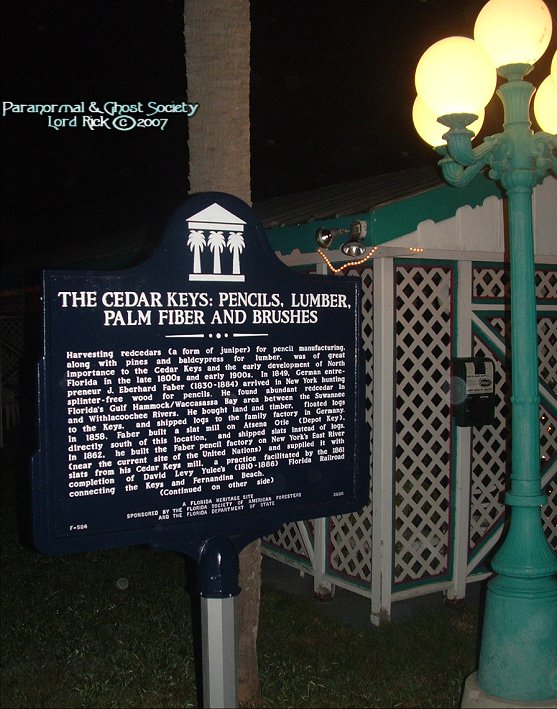 Paranormal & Ghost Society
Lord Rick © 2007
THE CEDAR KEYS: PENCILS, LUMBER,
PALM FIBER AND BRUSHES
Harvesting redcedars (a form of juniper) for pencil manufacturing,
along with pines and baldcypress for lumber, was of great
importance to the Cedar Keys and the early development of North
Florida in the late 1800s and early 1900s. In 1849, German entre-
preneur J. Eberhard Faber (1830-1884) arrived in New York hunting
splinter-free wood for pencils. He found abundant redcedar in
Florida's Gulf Hammock/Waccasassa Bay area between the Suwannee
and Withlacoochee Rivers. He bought land and timber, floated logs
to the Keys, and shipped logs to the family factory in Germany.
In 1858, Faber built a slat mill on Atsena Otie (Depot Key),
directly south of this location, and shipped slats instead of logs.
In 1862, he built the Faber pencil factory on New York's East River
(near the current site of the United Nations) and supplied it with
slats from his Cedar Keys mill, a practice facilitated by the 1861
completion of David Levy Yulee's (1810-1886) Florida Railroad
connecting the Keys and Fernandina Beach.
(Continued on other side)
A FLORIDA HERITAGE SITE
SPONSORED BY THE FLORIDA SOCIETY OF AMERICAN FORESTERS
AND THE FLORIDA DEPARTMENT OF STATE
F-584